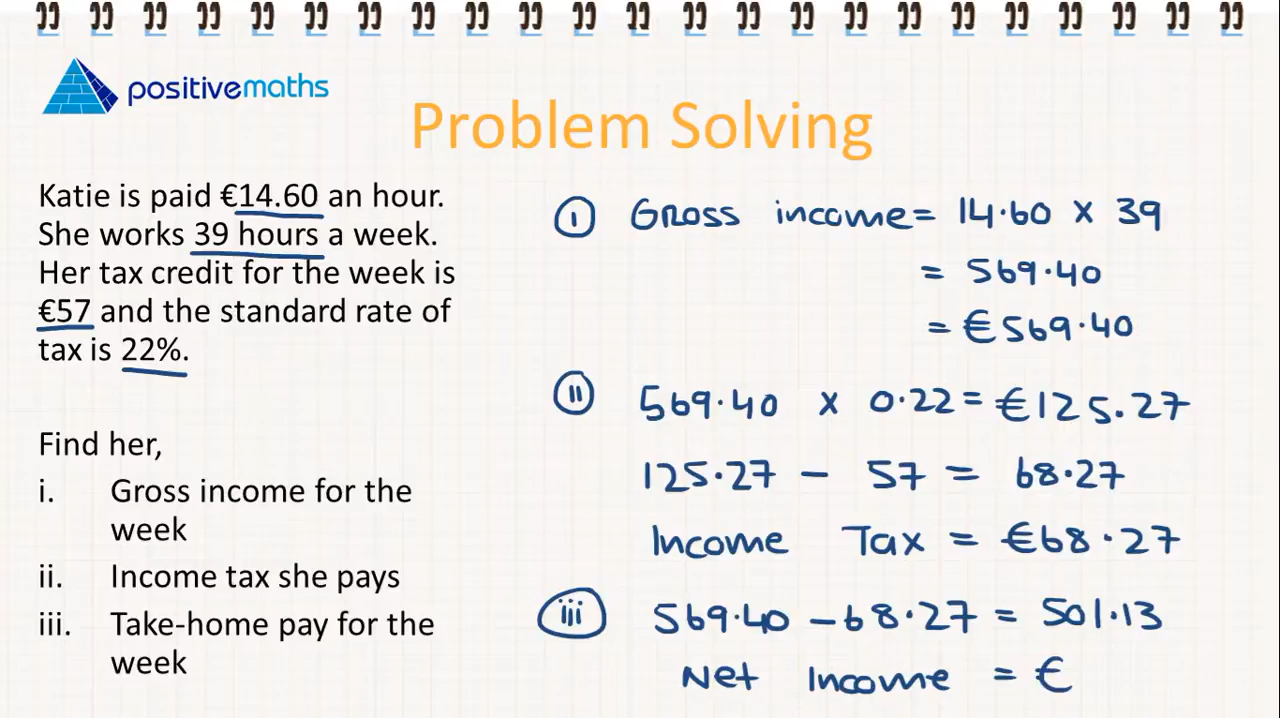 positivemaths
Problem Solving
Katie is paid €14.60 an hour.
She works 39 hours a week.
Her tax credit for the week is
€57 and the standard rate of
tax is 22%.
Find her,
i. Gross income for the
week
ii. Income tax she pays
iii. Take-home pay for the
week
i Gross income = 14.60 x 39
= 569.40
= €569.40
ii 569.40 x 0.22 = €125.27
125.27 - 57 = 68.27
Income Tax = €68.27
iii 569.40 - 68.27 = 501.13
Net Income = €